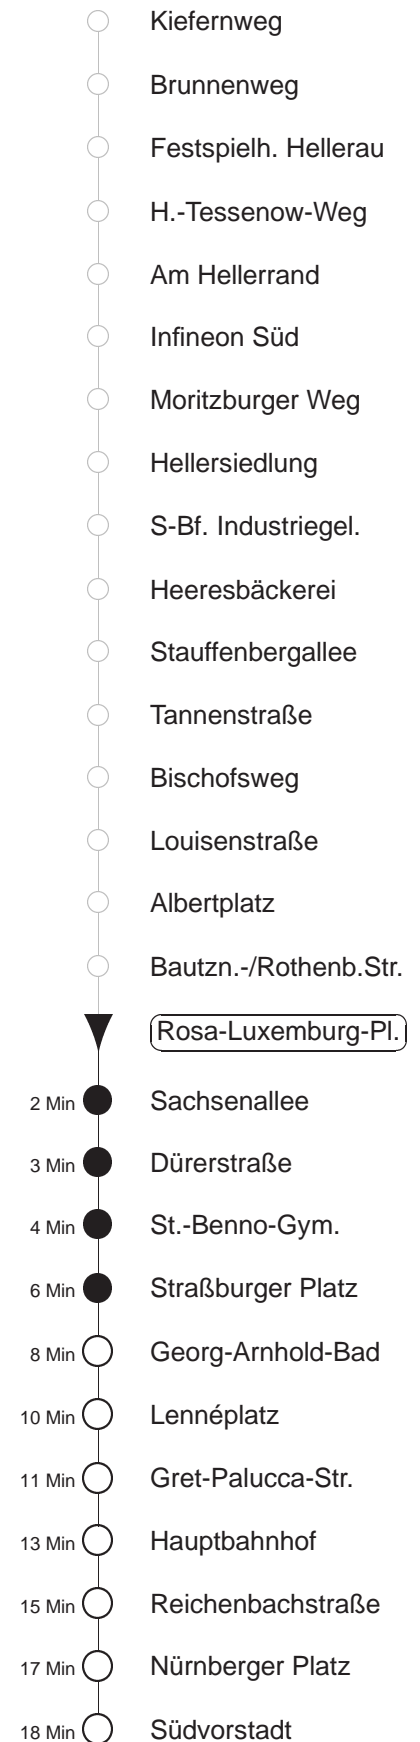 Kiefernweg
Brunnenweg
Festspielh. Hellerau
H.-Tessenow-Weg
Am Hellerrand
Infineon Süd
Moritzburger Weg
Hellersiedlung
S-Bf. Industriegel.
Heeresbäckerei
Stauffenbergallee
Tannenstraße
Bischofsweg
Louisenstraße
Albertplatz
Bautzn.-/Rothenb.Str.
Rosa-Luxemburg-Pl.
2 Min Sachsenallee
3 Min Dürerstraße
4 Min St.-Benno-Gym.
6 Min Straßburger Platz
8 Min Georg-Arnhold-Bad
10 Min Lennéplatz
11 Min Gret-Palucca-Str.
13 Min Hauptbahnhof
15 Min Reichenbachstraße
17 Min Nürnberger Platz
18 Min Südvorstadt